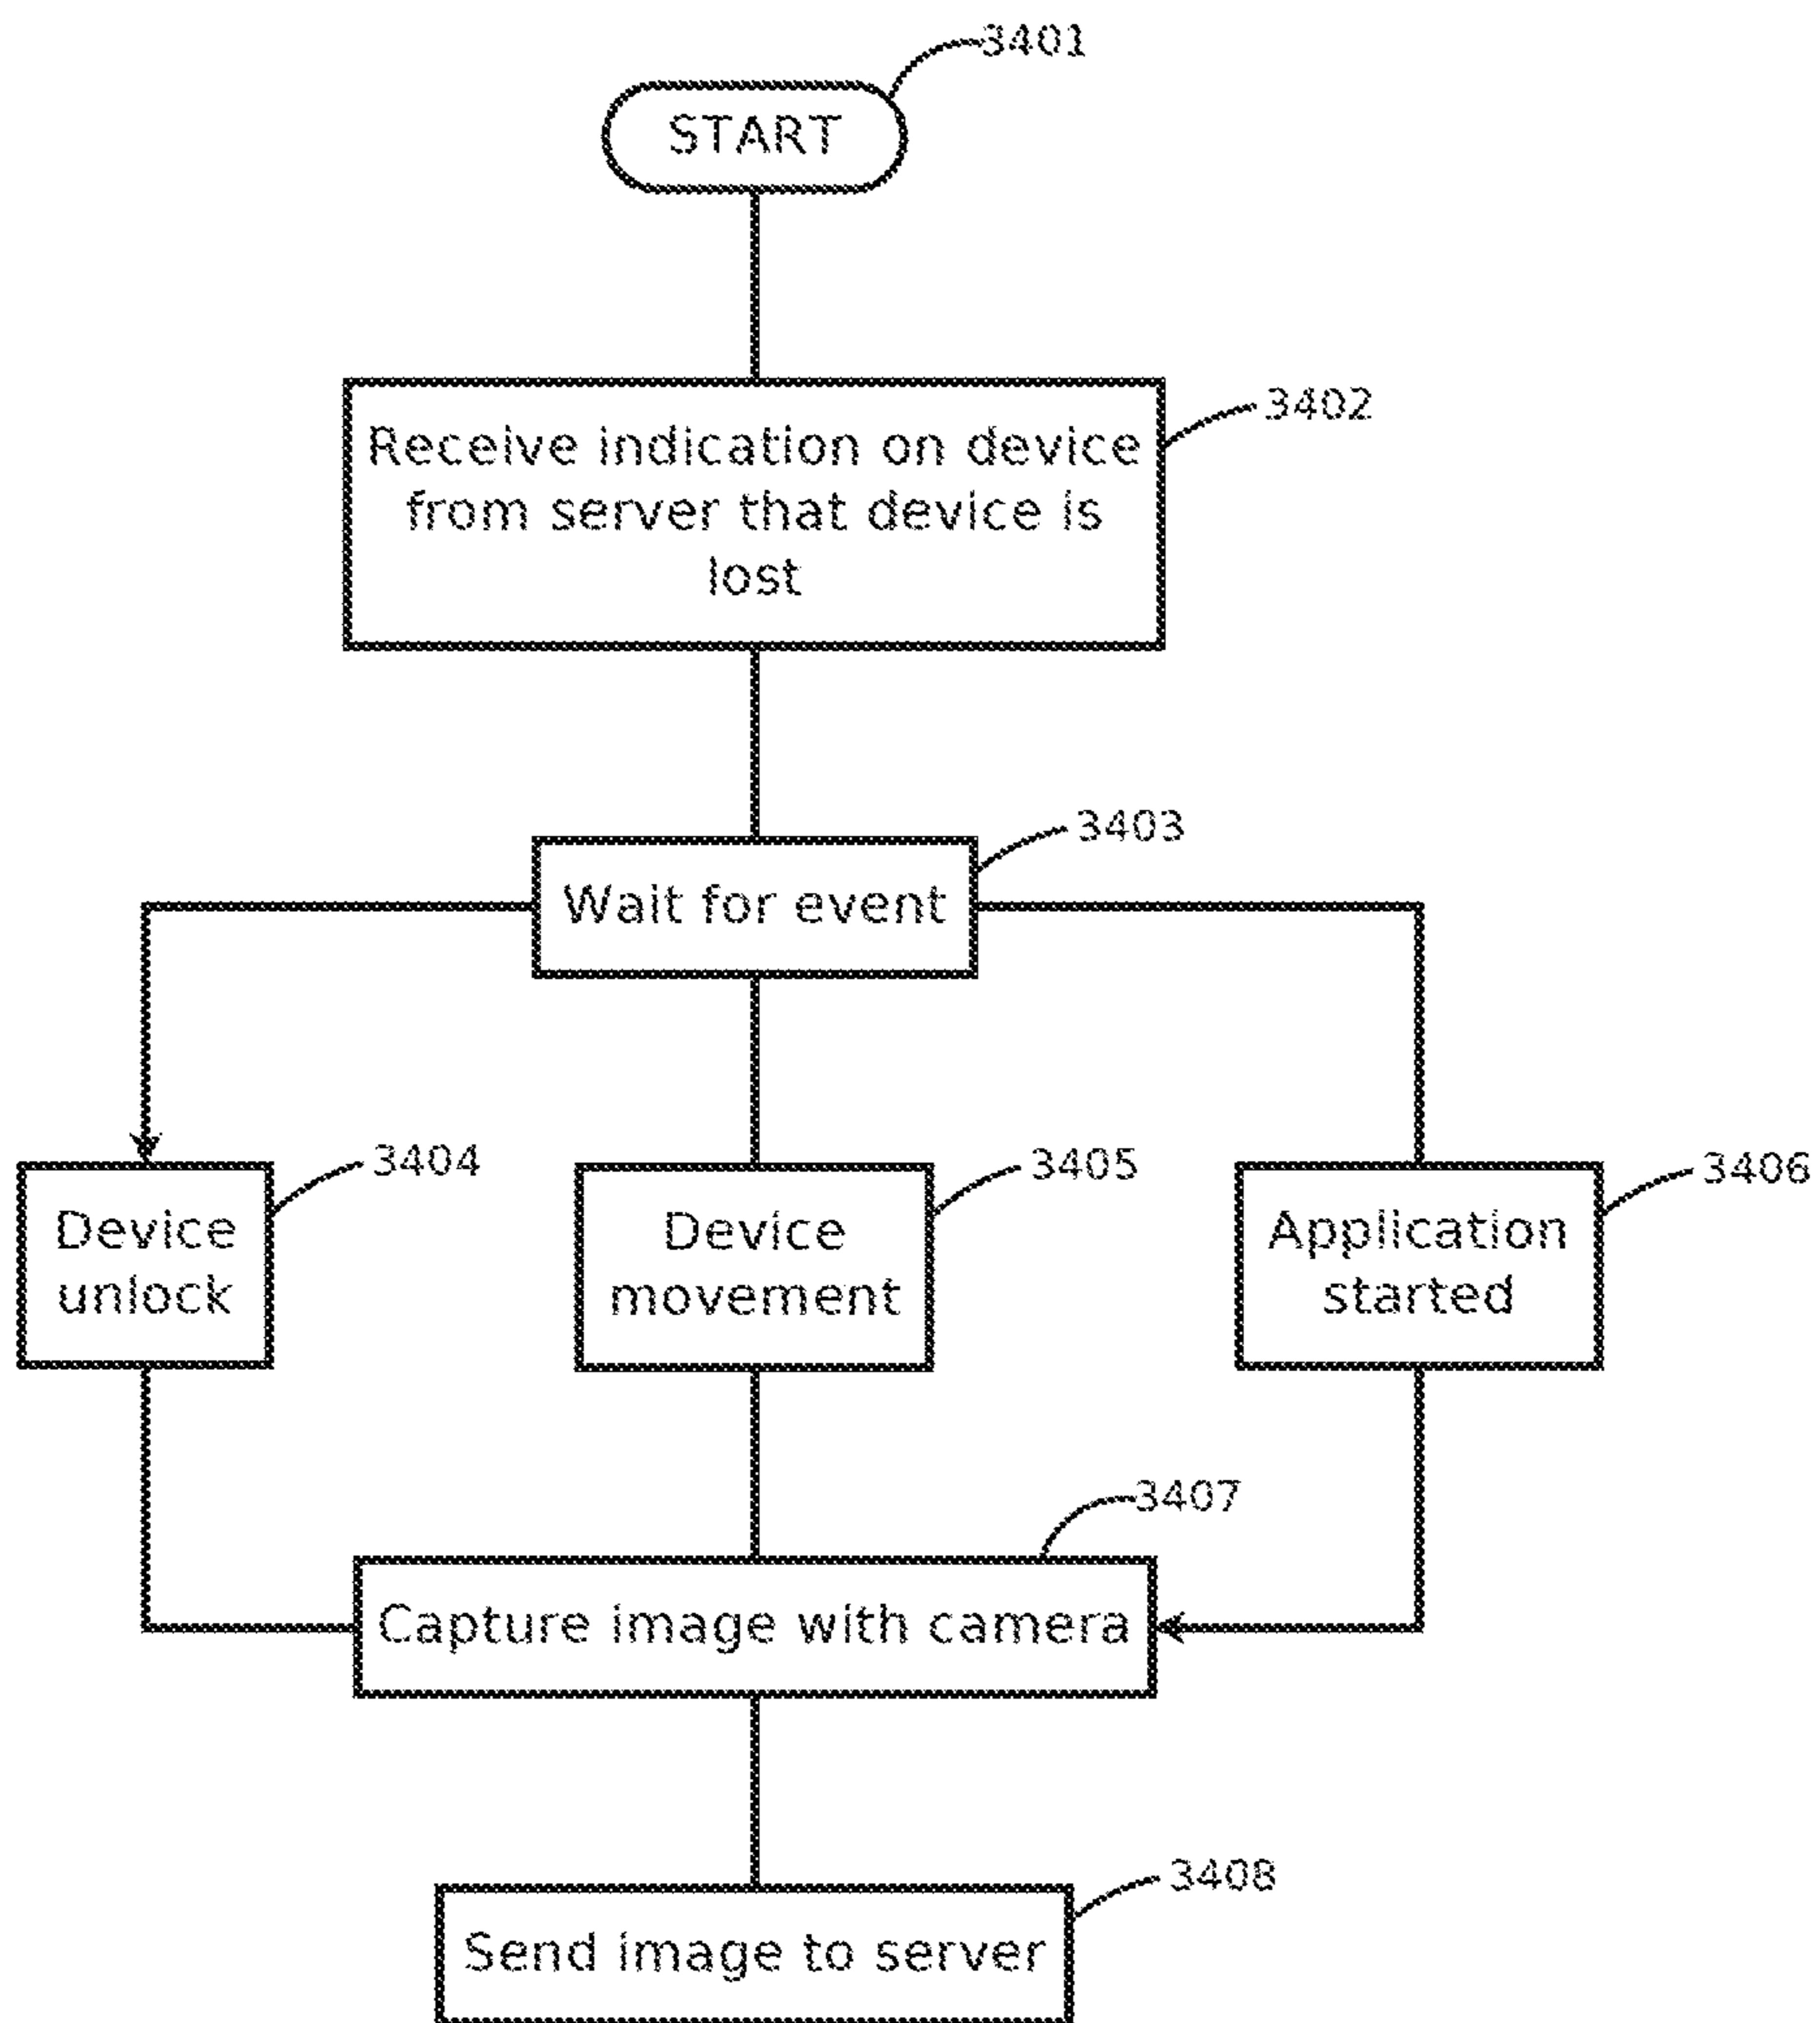 3401
START
3402
Receive indication on device
from server that device is
lost
3403
Wait for event
3404
Device
unlock
3405
Device
movement
3406
Application
started
3407
Capture image with camera
3408
Send image to server